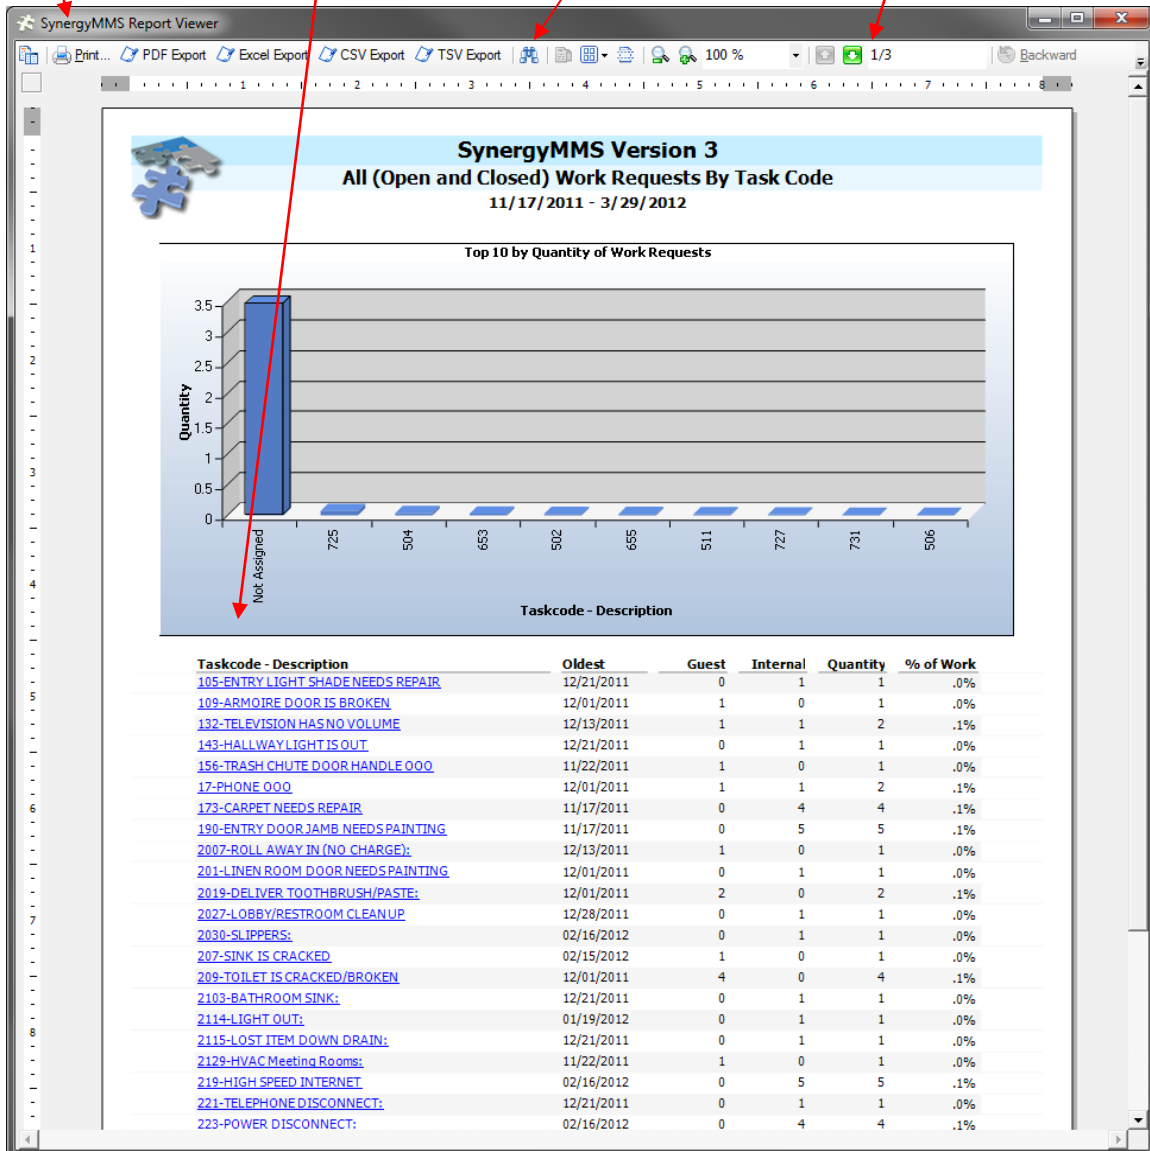 SynergyMMS Report Viewer
Print... PDF Export Excel Export CSV Export TSV Export 100 % 1/3 Backward
1 2 3 4 5 6 7 8
SynergyMMS Version 3
All (Open and Closed) Work Requests By Task Code
11/17/2011 - 3/29/2012
Top 10 by Quantity of Work Requests
3.5
3
2.5
2
1.5
1
0.5
0
Quantity
Not Assigned 725 504 653 502 655 511 727 731 506
Taskcode - Description
Taskcode - Description Oldest Guest Internal Quantity % of Work
105-ENTRY LIGHT SHADE NEEDS REPAIR 12/21/2011 0 1 1 .0%
109-ARMOIRE DOOR IS BROKEN 12/01/2011 1 0 1 .0%
132-TELEVISION HAS NO VOLUME 12/13/2011 1 1 2 .1%
143-HALLWAY LIGHT IS OUT 12/21/2011 0 1 1 .0%
156-TRASH CHUTE DOOR HANDLE OOO 11/22/2011 1 0 1 .0%
17-PHONE OOO 12/01/2011 1 1 2 .1%
173-CARPET NEEDS REPAIR 11/17/2011 0 4 4 .1%
190-ENTRY DOOR JAMB NEEDS PAINTING 11/17/2011 0 5 5 .1%
2007-ROLL AWAY IN (NO CHARGE): 12/13/2011 1 0 1 .0%
201-LINEN ROOM DOOR NEEDS PAINTING 12/01/2011 0 1 1 .0%
2019-DELIVER TOOTHBRUSH/PASTE: 12/01/2011 2 0 2 .1%
2027-LOBBY/RESTROOM CLEANUP 12/28/2011 0 1 1 .0%
2030-SLIPPERS: 02/16/2012 0 1 1 .0%
207-SINK IS CRACKED 02/15/2012 1 0 1 .0%
209-TOILET IS CRACKED/BROKEN 12/01/2011 4 0 4 .1%
2103-BATHROOM SINK: 12/21/2011 0 1 1 .0%
2114-LIGHT OUT: 01/19/2012 0 1 1 .0%
2115-LOST ITEM DOWN DRAIN: 12/21/2011 0 1 1 .0%
2129-HVAC Meeting Rooms: 11/22/2011 1 0 1 .0%
219-HIGH SPEED INTERNET 02/16/2012 0 5 5 .1%
221-TELEPHONE DISCONNECT: 12/21/2011 0 1 1 .0%
223-POWER DISCONNECT: 02/16/2012 0 4 4 .1%
1
2
3
4
5
6
7
8